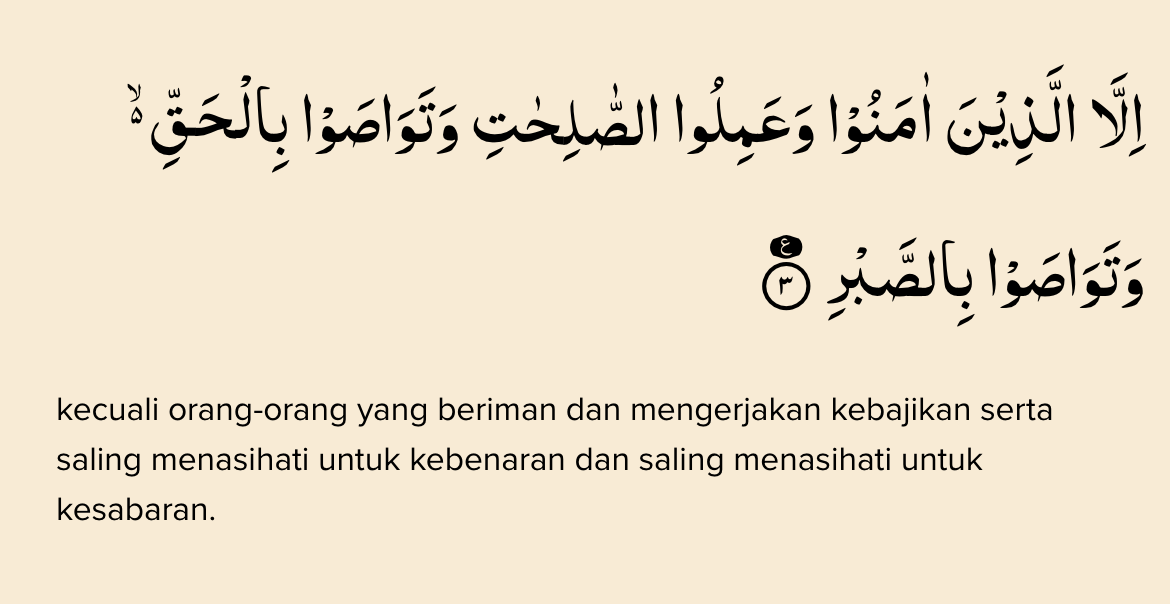 اِلَّا الَّذِيْنَ اٰمَنُوْا وَعَمِلُوا الصّٰلِحٰتِ وَتَوَاصَوْا بِالْحَقِّ ەۙ
وَتَوَاصَوْا بِالصَّبْرِ ࣖ ٣
kecuali orang-orang yang beriman dan mengerjakan kebajikan serta
saling menasihati untuk kebenaran dan saling menasihati untuk
kesabaran.